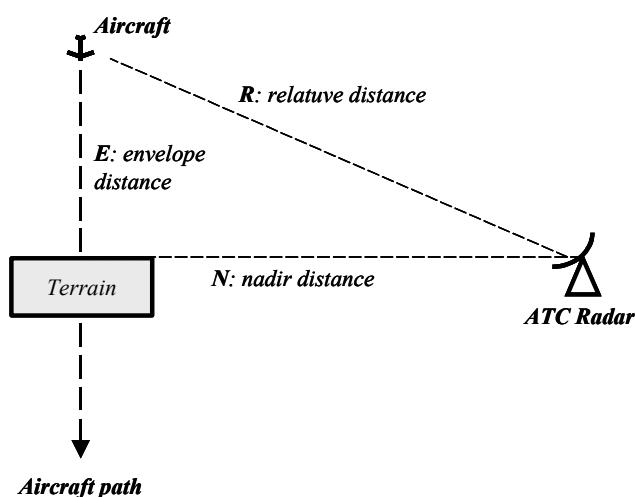 Aircraft
R: relatuve distance
E: envelope
distance
Terrain
N: nadir distance
ATC Radar
Aircraft path